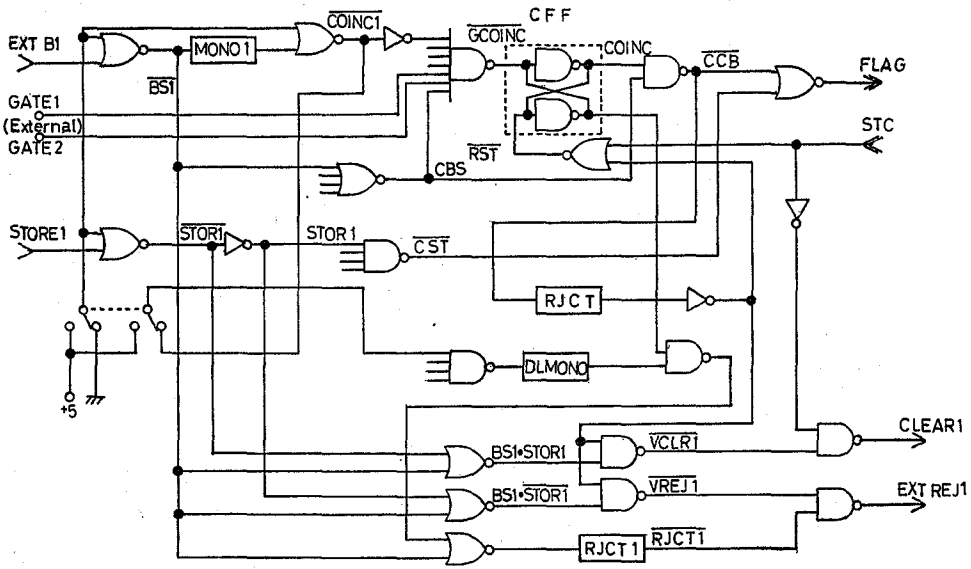 CFF
EXT B1
MONO1
COINC1
GCOINC
COINC
CCB
FLAG
BS1
GATE1
(External)
GATE2
STC
RST
CBS
STORE1
STOR1
STOR1
CST
RJCT
+5
DLMONO
CLEAR1
BS1•STOR1
VCLR1
BS1•STOR1
VREJ1
EXT REJ1
RJCT1
RJCT1